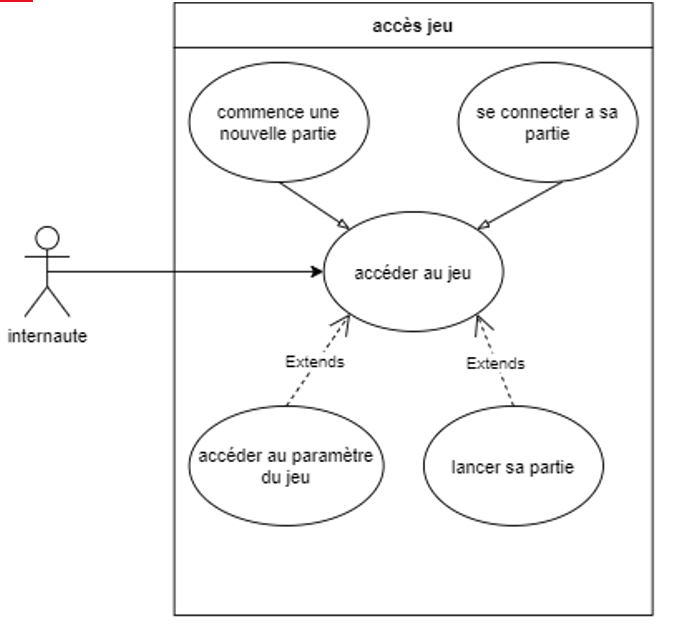 accès jeu
commence une
nouvelle partie
se connecter a sa
partie
accéder au jeu
internaute
Extends
Extends
accéder au paramètre
du jeu
lancer sa partie